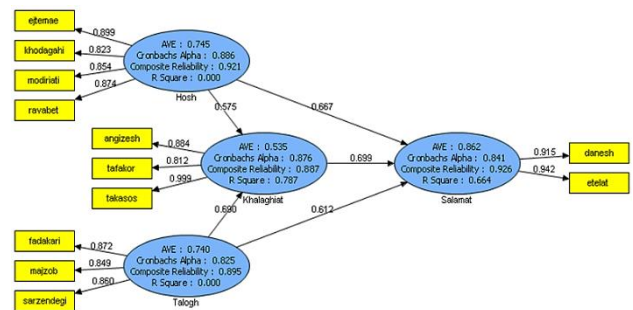 ejtemae
0.899
khodagahi
0.823
modiriati
0.854
ravabet
0.874
AVE : 0.745
Cronbachs Alpha : 0.886
Composite Reliability : 0.921
R Square : 0.000
Hosh
0.575
0.667
angizesh
0.884
tafakor
0.812
takasos
0.999
AVE : 0.535
Cronbachs Alpha : 0.876
Composite Reliability : 0.887
R Square : 0.787
Khalaghiat
0.699
AVE : 0.862
Cronbachs Alpha : 0.841
Composite Reliability : 0.926
R Square : 0.664
Salamat
0.915
danesh
0.942
etelat
0.690
0.612
fadakari
0.872
majzob
0.849
sarzendegi
0.860
AVE : 0.740
Cronbachs Alpha : 0.825
Composite Reliability : 0.895
R Square : 0.000
Talogh